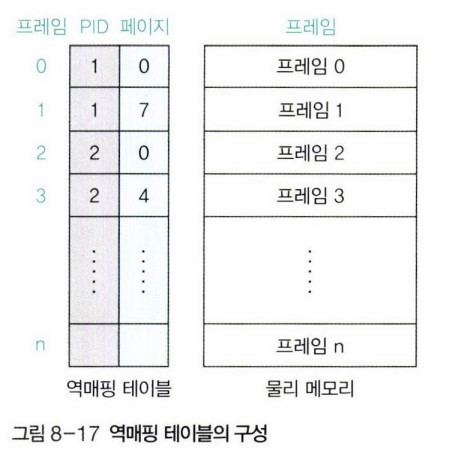 프레임 PID 페이지 프레임
0 1 0 프레임 0
1 1 7 프레임 1
2 2 0 프레임 2
3 2 4 프레임 3
n 프레임 n
역매핑 테이블 물리 메모리
그림 8-17 역매핑 테이블의 구성